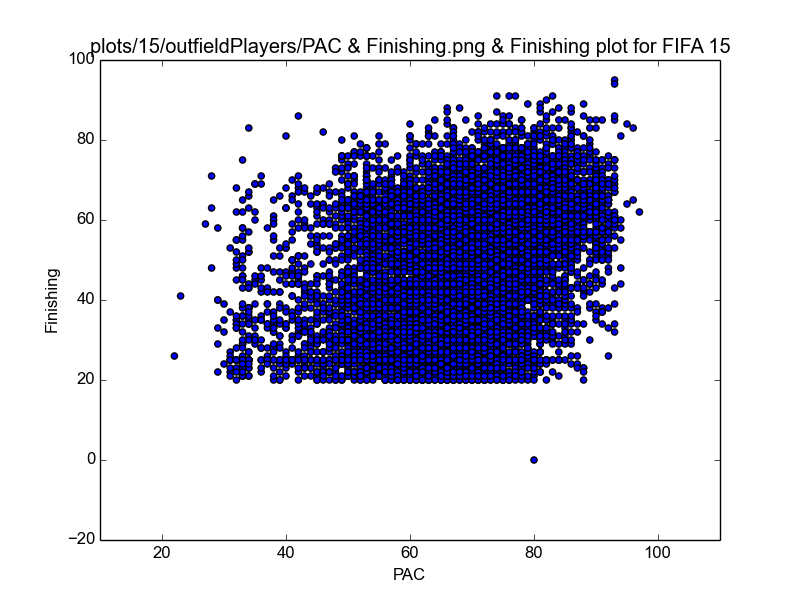 plots/15/outfieldPlayers/PAC & Finishing.png & Finishing plot for FIFA 15
100
80
60
40
20
0
−20
Finishing
20 40 60 80 100
PAC